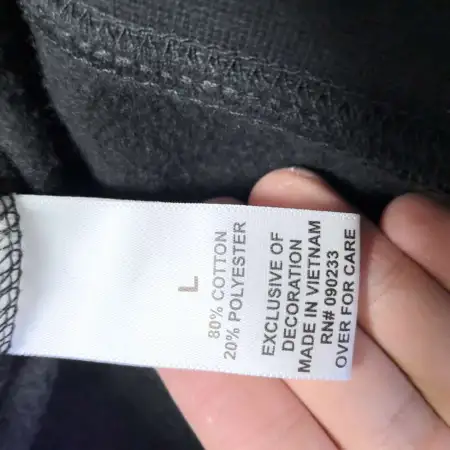 L
80% COTTON
20% POLYESTER
EXCLUSIVE OF
DECORATION
MADE IN VIETNAM
RN# 090233
OVER FOR CARE